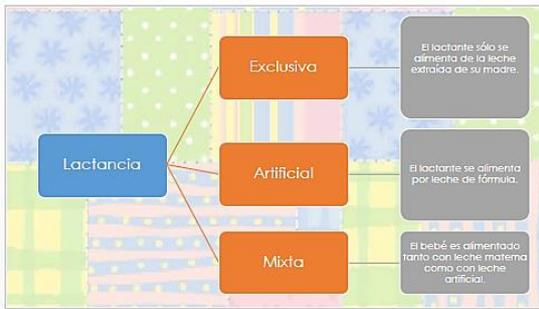 Lactancia
Exclusiva
El lactante sólo se
alimenta de la leche
extraída de su madre.
Artificial
El lactante se alimenta
por leche de fórmula.
Mixta
El bebé es alimentado
tanto con leche materna
como con leche
artificial.